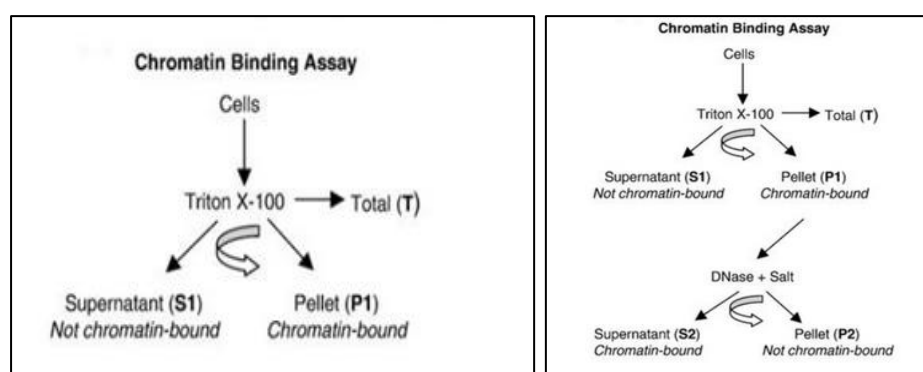 Chromatin Binding Assay
Cells
Triton X-100 Total (T)
Supernatant (S1) Pellet (P1)
Not chromatin-bound Chromatin-bound
Chromatin Binding Assay
Cells
Triton X-100 Total (T)
Supernatant (S1) Pellet (P1)
Not chromatin-bound Chromatin-bound
DNase + Salt
Supernatant (S2) Pellet (P2)
Chromatin-bound Not chromatin-bound